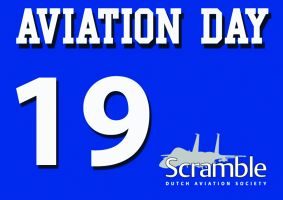 AVIATION DAY
19
Scramble
DUTCH AVIATION SOCIETY